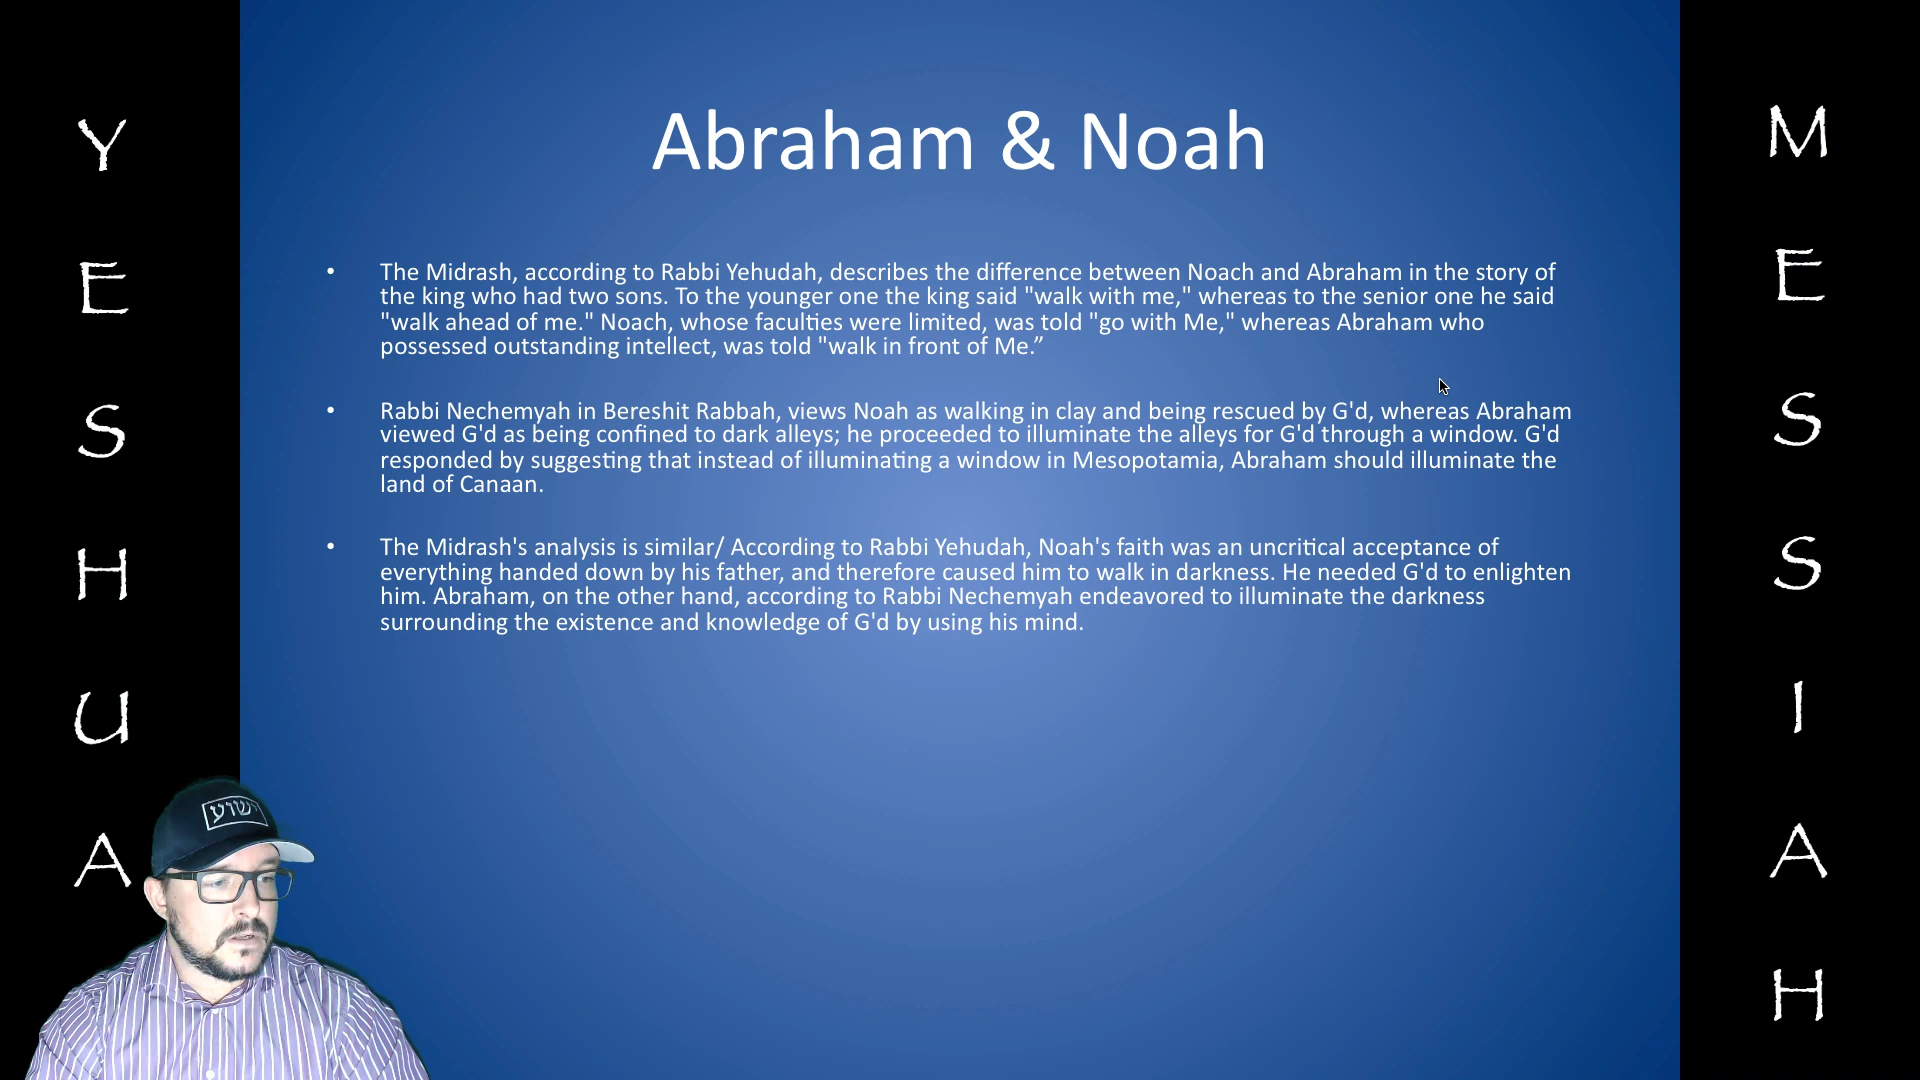 Abraham & Noah
• The Midrash, according to Rabbi Yehudah, describes the difference between Noach and Abraham in the story of
the king who had two sons. To the younger one the king said "walk with me," whereas to the senior one he said
"walk ahead of me." Noach, whose faculties were limited, was told "go with Me," whereas Abraham who
possessed outstanding intellect, was told "walk in front of Me.”
• Rabbi Nechemyah in Bereshit Rabbah, views Noah as walking in clay and being rescued by G'd, whereas Abraham
viewed G'd as being confined to dark alleys; he proceeded to illuminate the alleys for G'd through a window. G'd
responded by suggesting that instead of illuminating a window in Mesopotamia, Abraham should illuminate the
land of Canaan.
• The Midrash's analysis is similar/ According to Rabbi Yehudah, Noah's faith was an uncritical acceptance of
everything handed down by his father, and therefore caused him to walk in darkness. He needed G'd to enlighten
him. Abraham, on the other hand, according to Rabbi Nechemyah endeavored to illuminate the darkness
surrounding the existence and knowledge of G'd by using his mind.
YESHUA
MESSIAH
ישוע